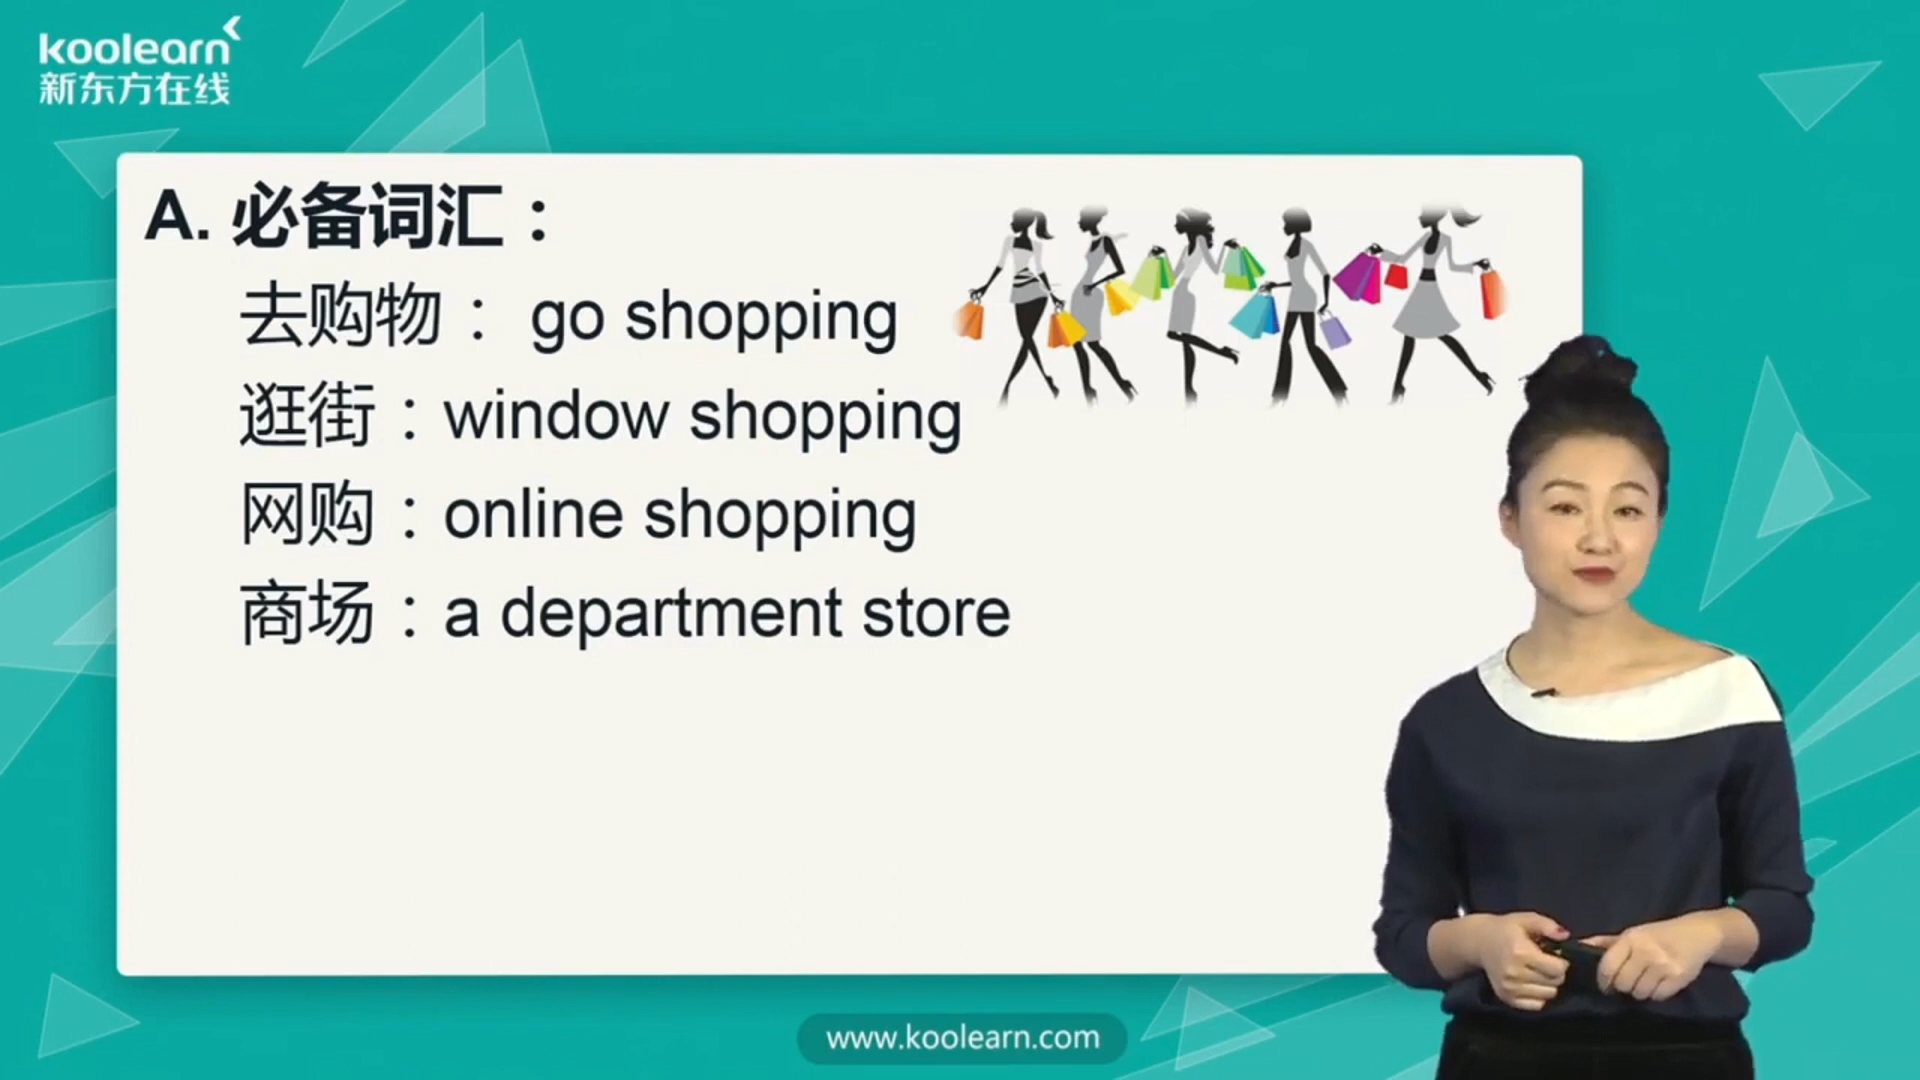 koolearn
新东方在线
A. 必备词汇：
去购物： go shopping
逛街：window shopping
网购：online shopping
商场：a department store
www.koolearn.com